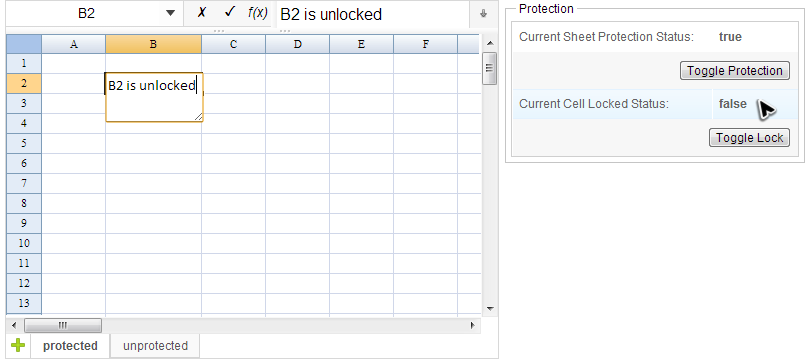 B2 ✗ ✓ f(x) B2 is unlocked
A B C D E F
1
2 B2 is unlocked
3
4
5
6
7
8
9
10
11
12
13
protected unprotected
Protection
Current Sheet Protection Status: true
Toggle Protection
Current Cell Locked Status: false
Toggle Lock